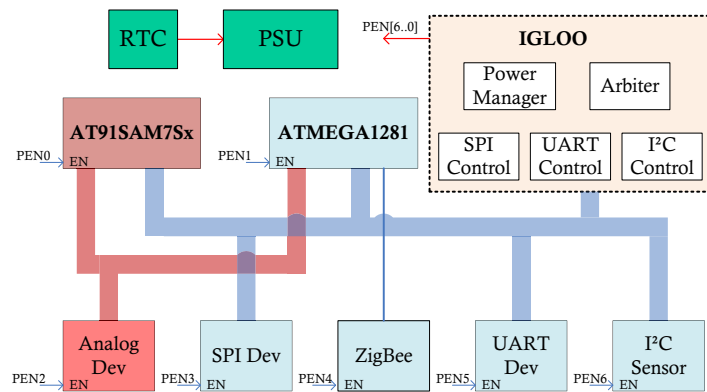 RTC
PSU
PEN[6..0]
IGLOO
Power
Manager
Arbiter
SPI
Control
UART
Control
I²C
Control
AT91SAM7Sx
PEN0
EN
ATMEGA1281
PEN1
EN
Analog
Dev
PEN2
EN
SPI Dev
PEN3
EN
ZigBee
PEN4
EN
UART
Dev
PEN5
EN
I²C
Sensor
PEN6
EN